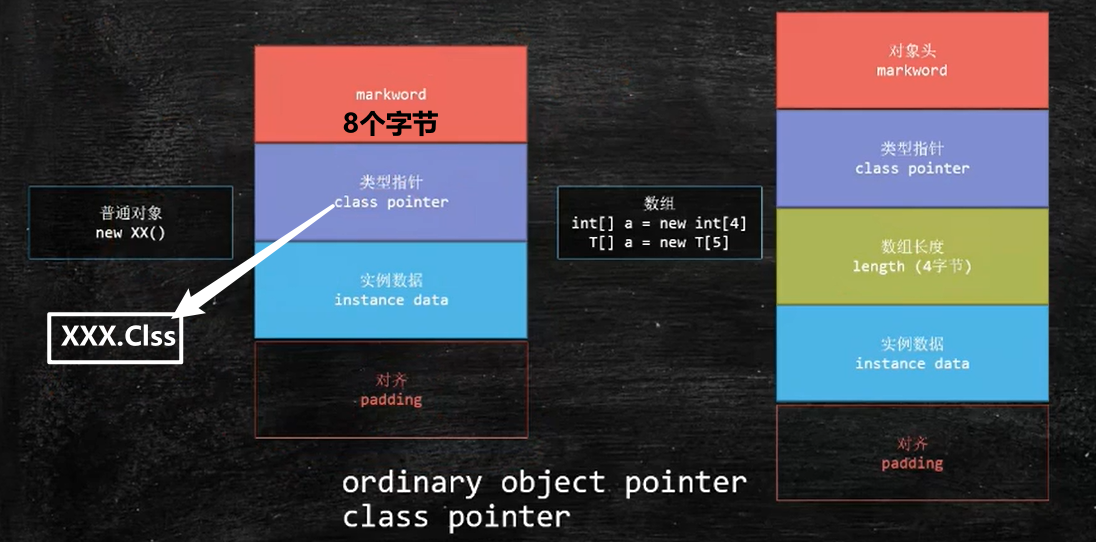 普通对象
new XX()
XXX.Clss
markword
8个字节
类型指针
class pointer
实例数据
instance data
对齐
padding
数组
int[] a = new int[4]
T[] a = new T[5]
对象头
markword
类型指针
class pointer
数组长度
length (4字节)
实例数据
instance data
对齐
padding
ordinary object pointer
class pointer